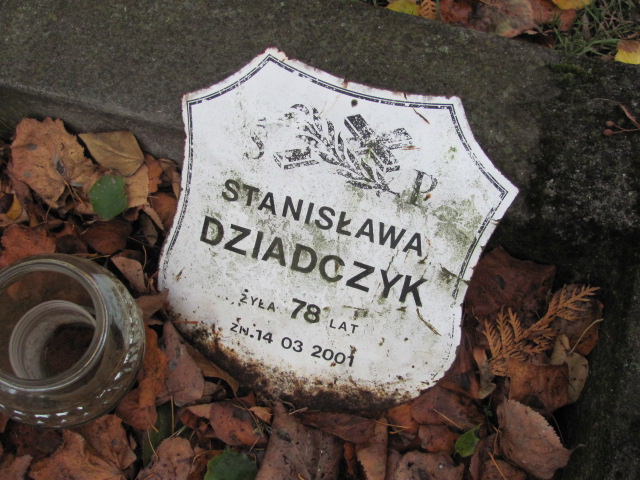 Ś P
STANISŁAWA
DZIADCZYK
ŻYŁA 78 LAT
ZM. 14 03 2001